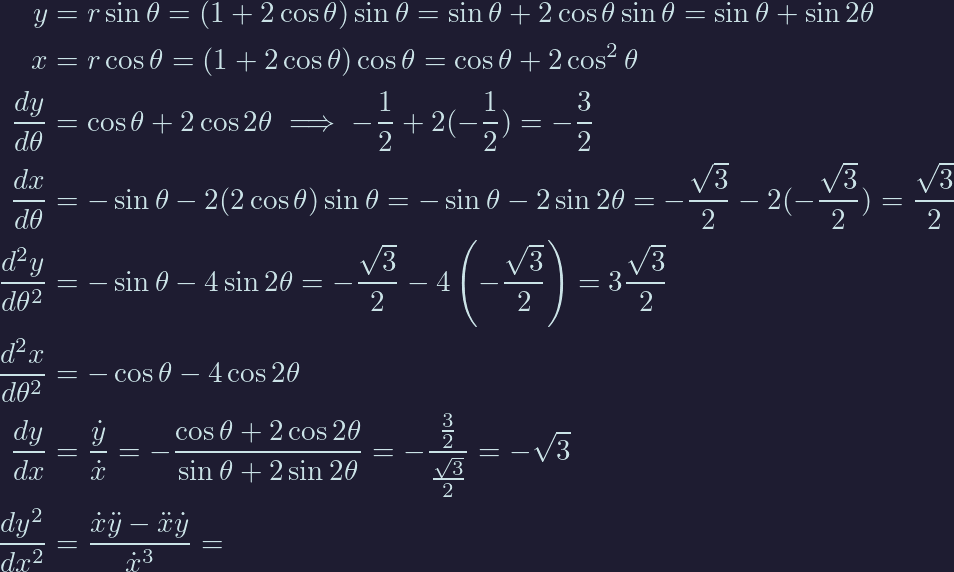 y = r sin θ = (1 + 2 cos θ) sin θ = sin θ + 2 cos θ sin θ = sin θ + sin 2θ
x = r cos θ = (1 + 2 cos θ) cos θ = cos θ + 2 cos² θ
dy/dθ = cos θ + 2 cos 2θ ⟹ −1/2 + 2(−1/2) = −3/2
dx/dθ = − sin θ − 2(2 cos θ) sin θ = − sin θ − 2 sin 2θ = −√3/2 − 2(−√3/2) = √3/2
d²y/dθ² = − sin θ − 4 sin 2θ = −√3/2 − 4(−√3/2) = 3√3/2
d²x/dθ² = − cos θ − 4 cos 2θ
dy/dx = ẏ/ẋ = −(cos θ + 2 cos 2θ)/(sin θ + 2 sin 2θ) = −(3/2)/(√3/2) = −√3
dy²/dx² = (ẋÿ − ẍẏ)/ẋ³ =